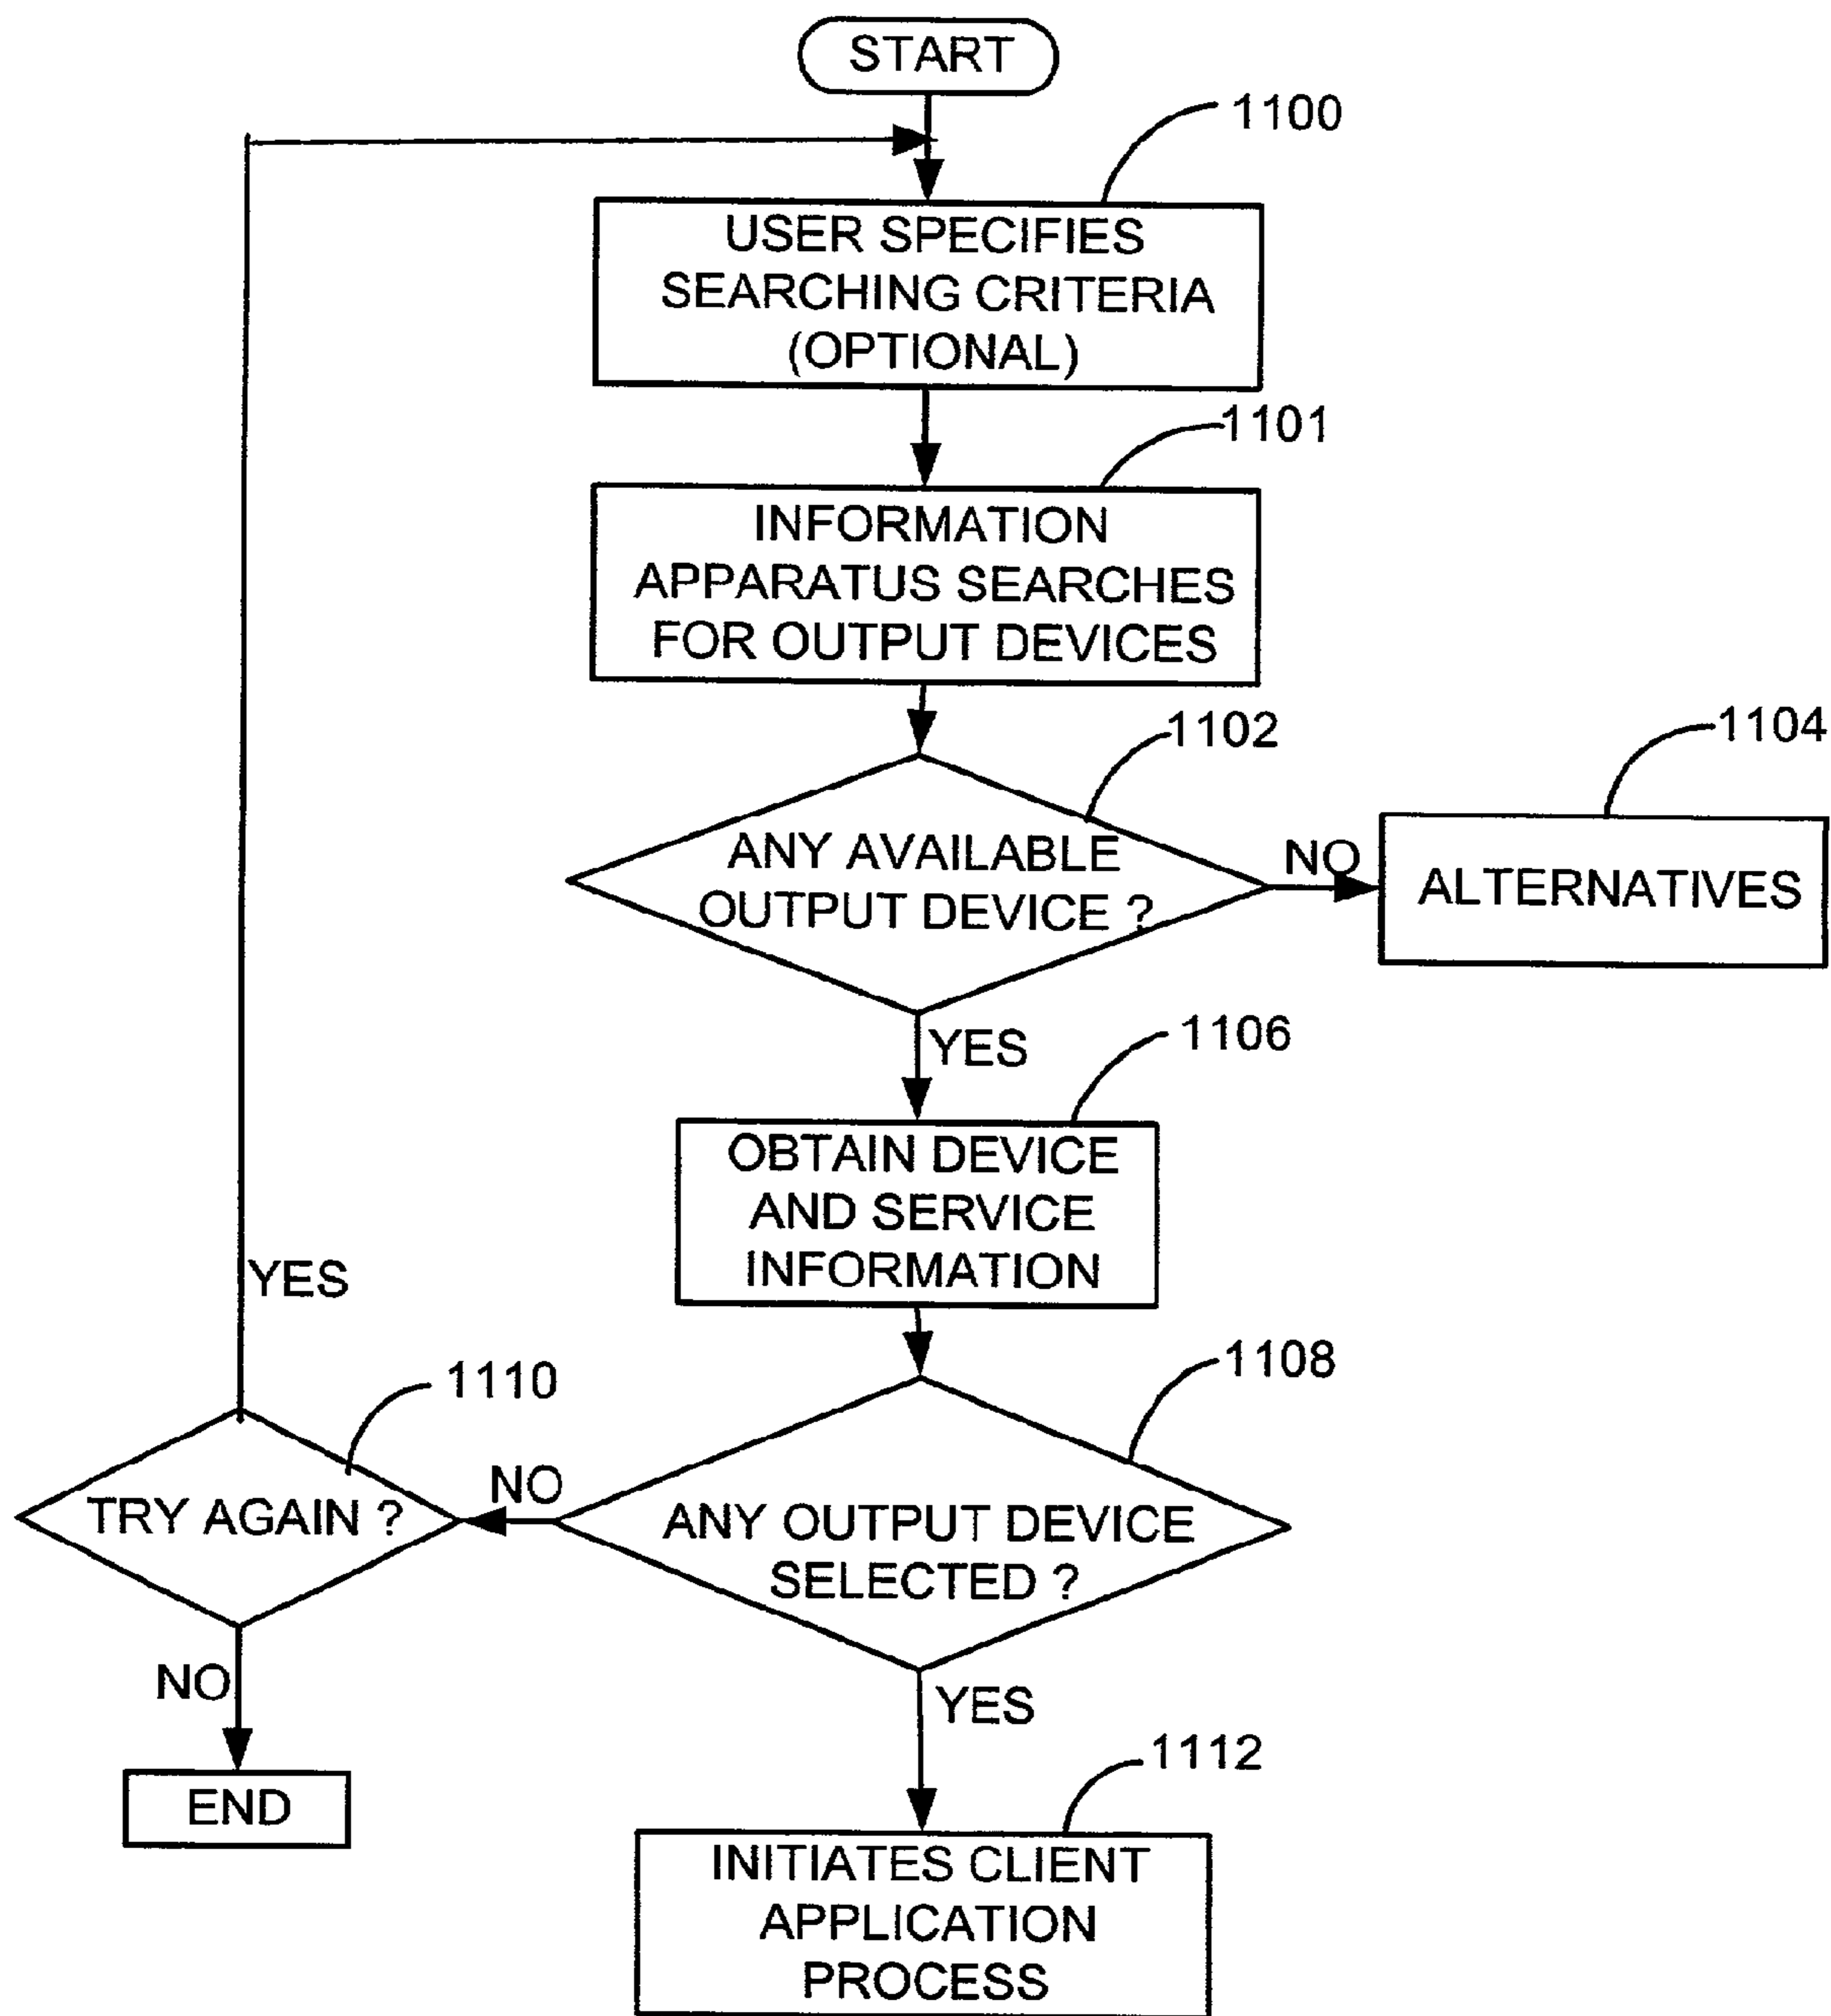 START
1100
USER SPECIFIES
SEARCHING CRITERIA
(OPTIONAL)
1101
INFORMATION
APPARATUS SEARCHES
FOR OUTPUT DEVICES
1102
1104
ANY AVAILABLE
OUTPUT DEVICE ?
NO
ALTERNATIVES
YES
1106
OBTAIN DEVICE
AND SERVICE
INFORMATION
YES
1108
1110
ANY OUTPUT DEVICE
SELECTED ?
NO
TRY AGAIN ?
NO
YES
END
1112
INITIATES CLIENT
APPLICATION
PROCESS